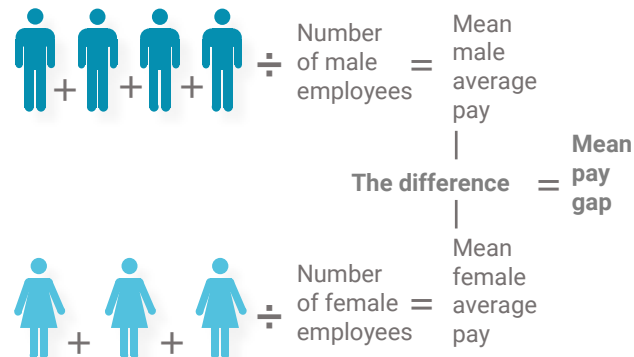 + + + ÷ Number of male employees = Mean male average pay
The difference = Mean pay gap
+ + ÷ Number of female employees = Mean female average pay